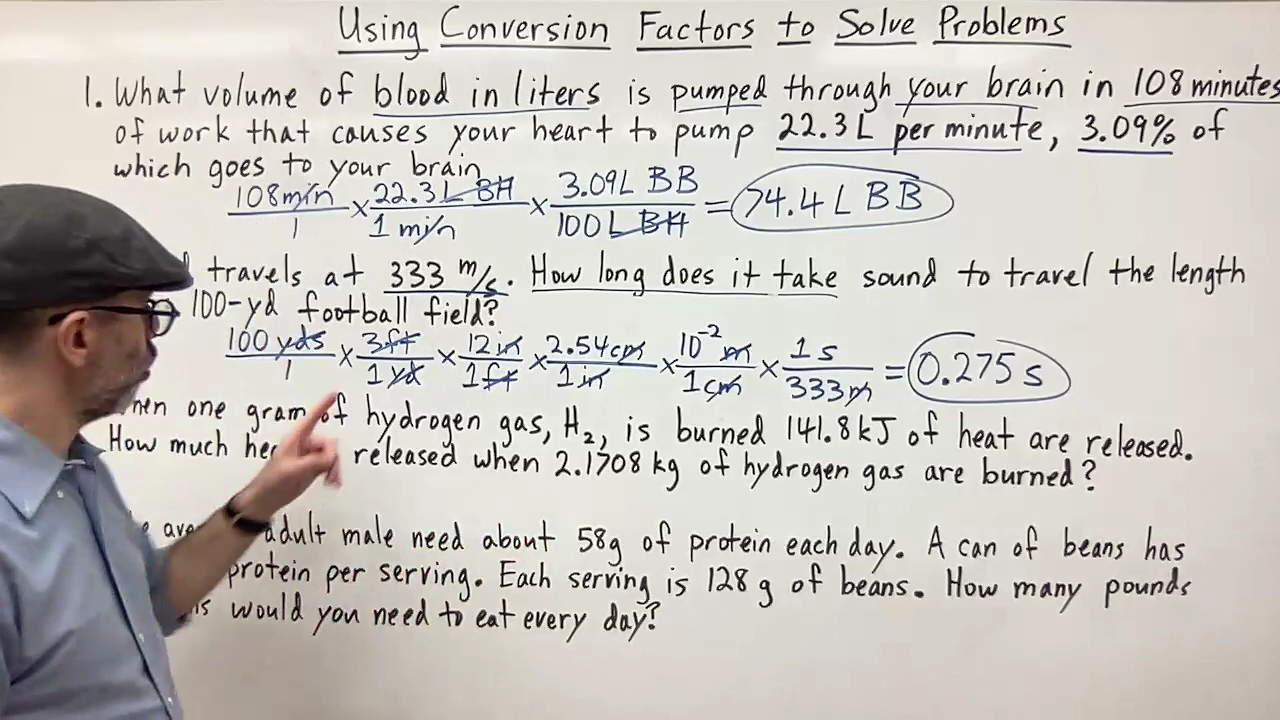 Using Conversion Factors to Solve Problems
1. What volume of blood in liters is pumped through your brain in 108 minutes
of work that causes your heart to pump 22.3 L per minute, 3.09% of
which goes to your brain
108 min/1 × 22.3 L BH/1 min × 3.09 L BB/100 L BH = 74.4 L BB
travels at 333 m/s. How long does it take sound to travel the length
100-yd football field?
100 yds/1 × 3 ft/1 yd × 12 in/1 ft × 2.54 cm/1 in × 10⁻² m/1 cm × 1 s/333 m = 0.275 s
one gram of hydrogen gas, H₂, is burned 141.8 kJ of heat are released.
How much released when 2.1708 kg of hydrogen gas are burned?
adult male need about 58g of protein each day. A can of beans has
protein per serving. Each serving is 128 g of beans. How many pounds
would you need to eat every day?